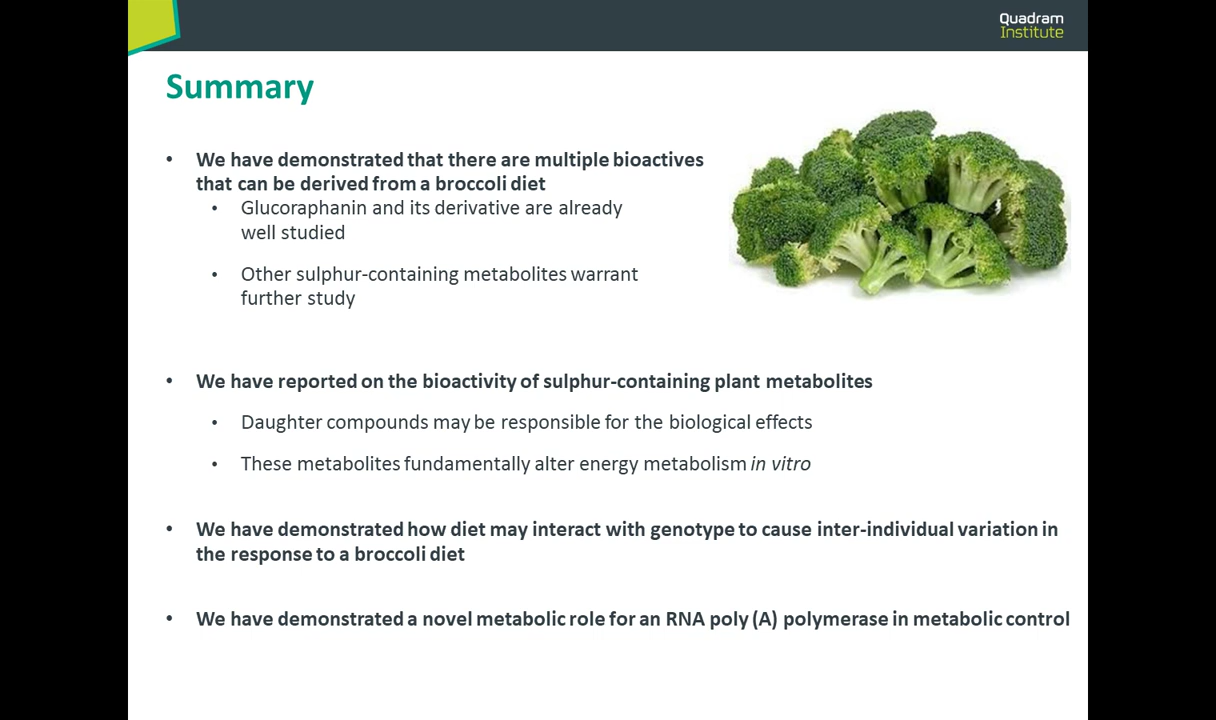 Quadram
Institute
Summary
• We have demonstrated that there are multiple bioactives
that can be derived from a broccoli diet
• Glucoraphanin and its derivative are already
well studied
• Other sulphur-containing metabolites warrant
further study
• We have reported on the bioactivity of sulphur-containing plant metabolites
• Daughter compounds may be responsible for the biological effects
• These metabolites fundamentally alter energy metabolism in vitro
• We have demonstrated how diet may interact with genotype to cause inter-individual variation in
the response to a broccoli diet
• We have demonstrated a novel metabolic role for an RNA poly (A) polymerase in metabolic control